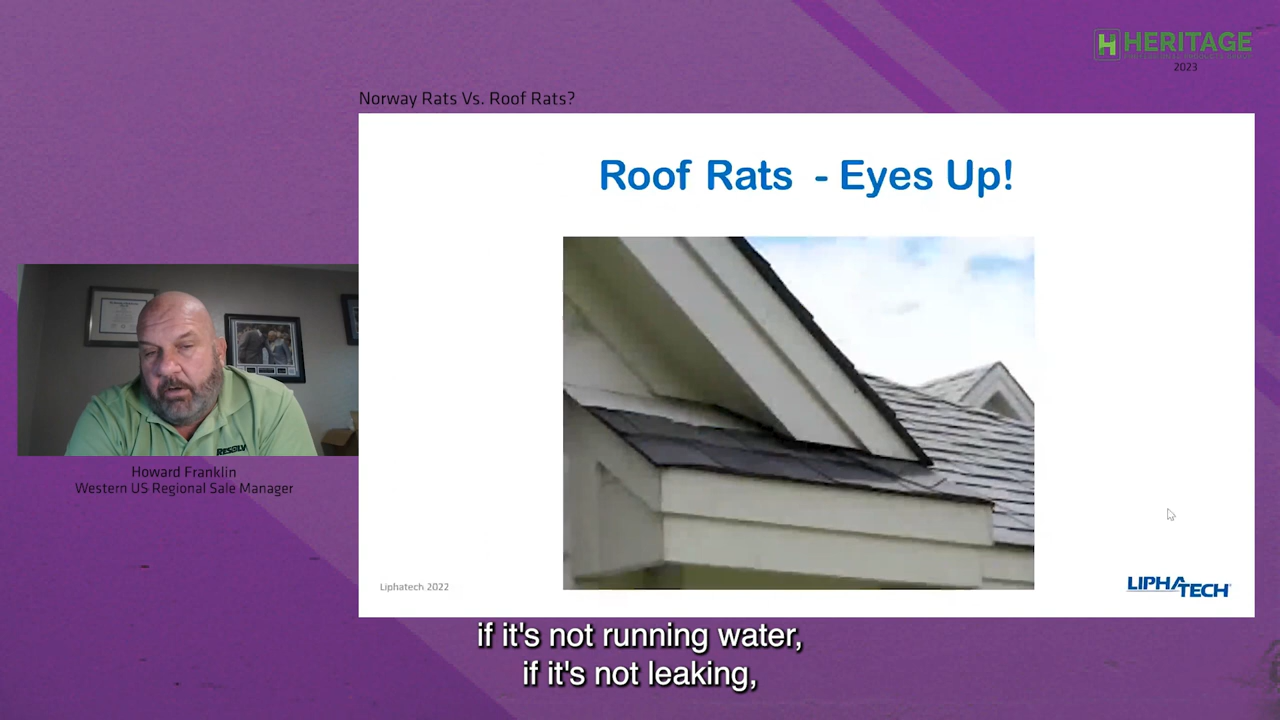 HERITAGE
2023
Norway Rats Vs. Roof Rats?
Roof Rats - Eyes Up!
RESOLV
Howard Franklin
Western US Regional Sale Manager
Liphatech 2022
LIPHATECH
if it's not running water,
if it's not leaking,